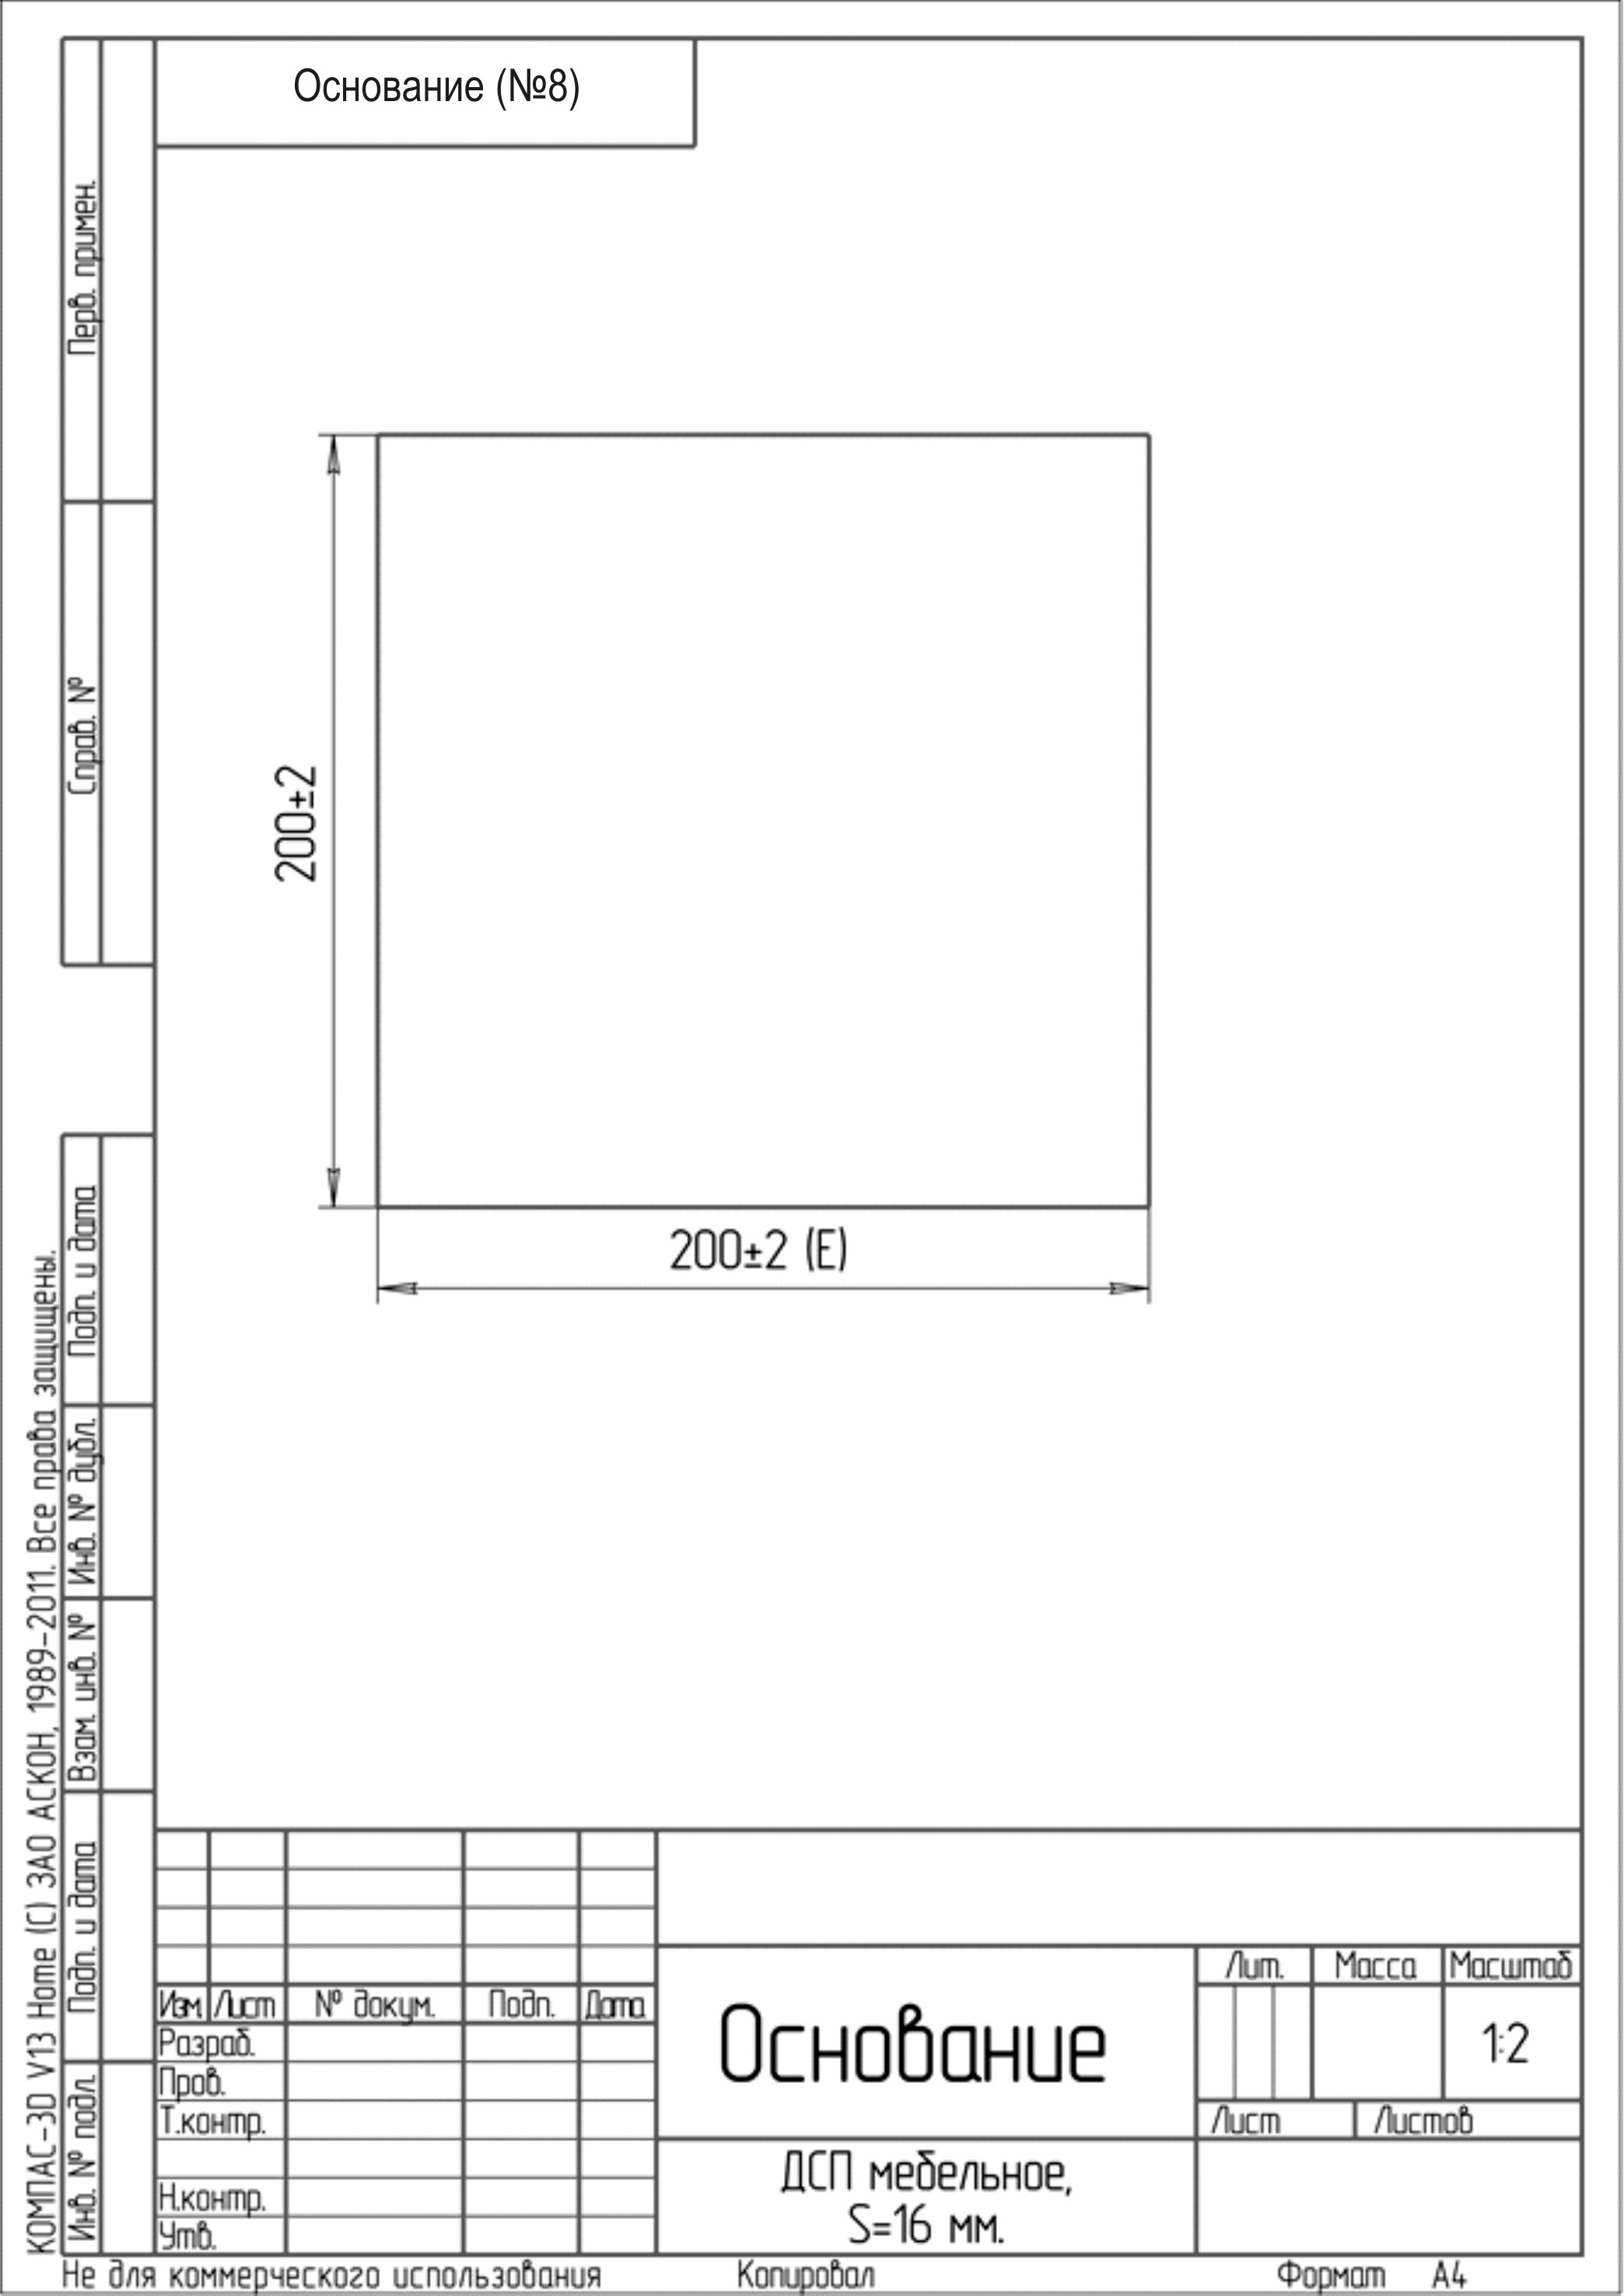 Основание (№8)
Перв. примен.
Справ. №
200±2
200±2 (Е)
Подп. и дата
Инв. № дубл.
Взам. инв. №
Подп. и дата
Инв. № подл.
КОМПАС-3D V13 Home (С) ЗАО АСКОН, 1989-2011. Все права защищены.
Изм. Лист № докум. Подп. Дата
Разраб.
Пров.
Т.контр.
Н.контр.
Утв.
Основание
ДСП мебельное,
S=16 мм.
Лит. Масса Масштаб
1:2
Лист Листов
Не для коммерческого использования Копировал Формат А4